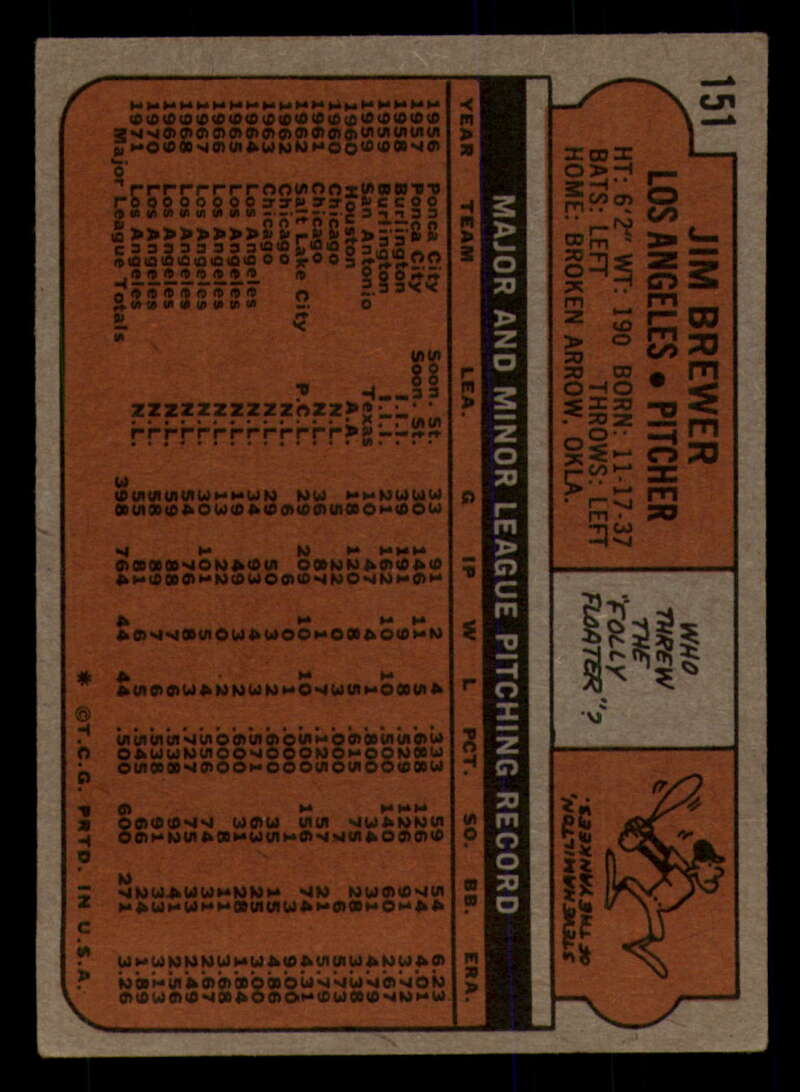 151
JIM BREWER
LOS ANGELES • PITCHER
HT: 6'2" WT: 190 BORN: 11-17-37
BATS: LEFT THROWS: LEFT
HOME: BROKEN ARROW, OKLA.
WHO
THREW
THE
"FOLLY
FLOATER"?
STEVE HAMILTON,
OF THE YANKEES.
MAJOR AND MINOR LEAGUE PITCHING RECORD
YEAR TEAM LEA. G IP W L PCT. SO. BB. ERA.
1956 Ponca City Soon. St. 33 91 2 4 .333 59 54 6.23
1957 Ponca City Soon. St. 30 146 11 5 .688 126 74 4.01
1958 Burlington I.I.I. 39 191 9 8 .529 126 91 3.72
1959 Burlington I.I.I. 21 162 10 10 .500 140 60 2.67
1959 San Antonio Texas 10 47 4 1 .800 34 31 4.79
1960 Houston A.A. 18 120 8 5 .615 75 28 3.38
1960 Chicago N.L. 5 22 0 3 .000 7 6 5.73
1961 Chicago N.L. 36 87 1 7 .125 57 21 5.79
1962 Salt Lake City P.C.L. 29 209 10 10 .500 156 74 4.31
1962 Chicago N.L. 6 6 0 1 .000 1 3 9.00
1963 Chicago N.L. 29 50 3 2 .600 35 15 4.86
1964 Los Angeles N.L. 34 93 4 3 .571 63 25 3.00
1965 Los Angeles N.L. 19 49 3 2 .600 31 28 1.84
1966 Los Angeles N.L. 13 22 0 2 .000 8 11 3.68
1967 Los Angeles N.L. 30 101 5 4 .556 74 31 2.67
1968 Los Angeles N.L. 54 76 8 3 .727 75 33 2.49
1969 Los Angeles N.L. 59 88 7 6 .538 92 41 2.56
1970 Los Angeles N.L. 58 89 7 6 .538 91 33 3.13
1971 Los Angeles N.L. 55 81 6 5 .545 66 24 1.89
Major League Totals 398 764 44 44 .500 600 271 3.26
* ©T.C.G. PRTD. IN U.S.A.